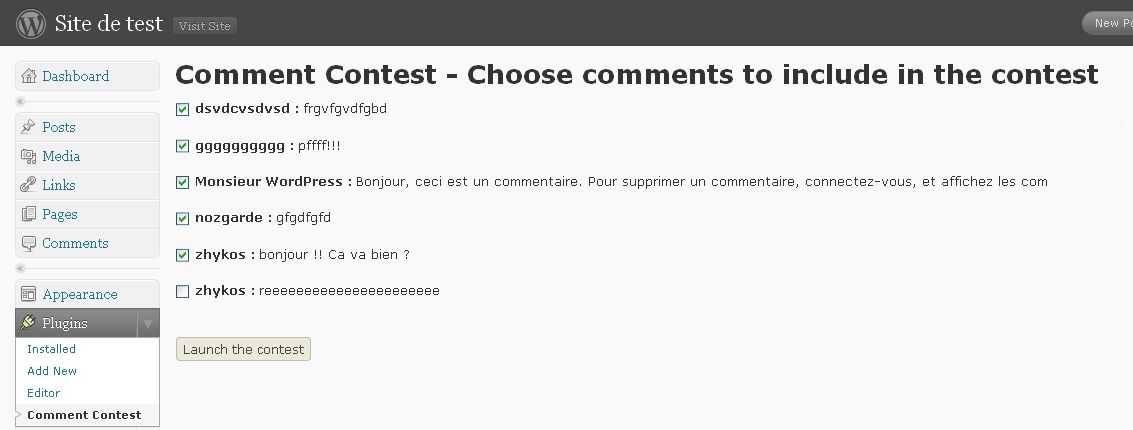 Site de test Visit Site
Dashboard
Posts
Media
Links
Pages
Comments
Appearance
Plugins
Installed
Add New
Editor
Comment Contest
Comment Contest - Choose comments to include in the contest
dsvdcvsdvsd : frgvfgvdfgbd
gggggggggg : pffff!!!
Monsieur WordPress : Bonjour, ceci est un commentaire. Pour supprimer un commentaire, connectez-vous, et affichez les com
nozgarde : gfgdfgfd
zhykos : bonjour !! Ca va bien ?
zhykos : reeeeeeeeeeeeeeeeeeeeee
Launch the contest
New